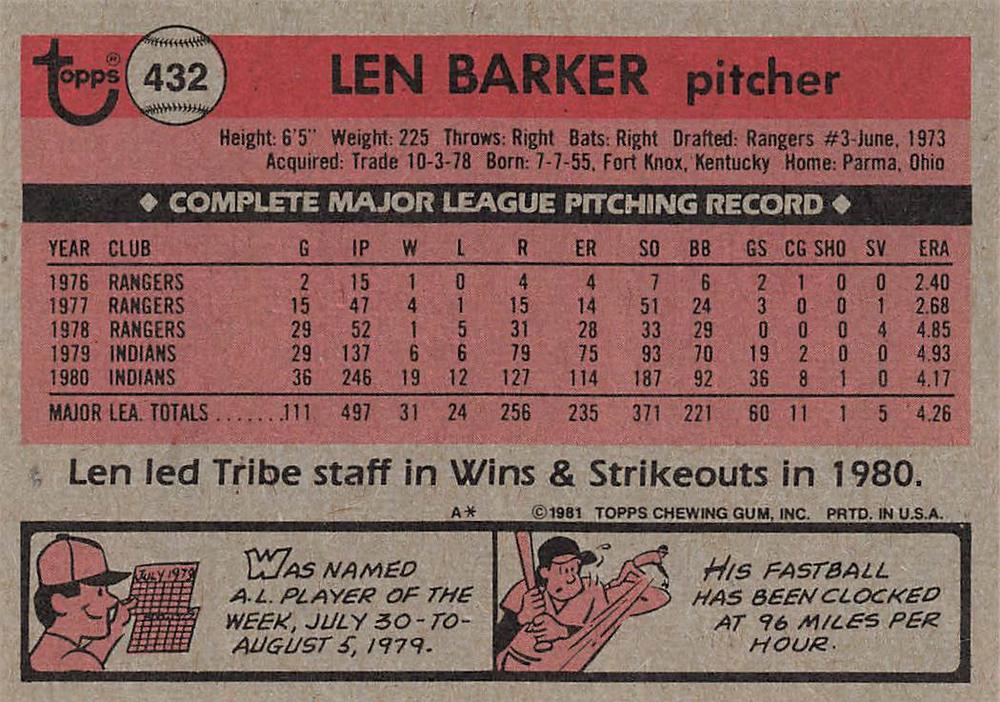 Topps® 432 LEN BARKER pitcher
Height: 6'5" Weight: 225 Throws: Right Bats: Right Drafted: Rangers #3-June, 1973
Acquired: Trade 10-3-78 Born: 7-7-55, Fort Knox, Kentucky Home: Parma, Ohio
◆ COMPLETE MAJOR LEAGUE PITCHING RECORD ◆
YEAR CLUB G IP W L R ER SO BB GS CG SHO SV ERA
1976 RANGERS 2 15 1 0 4 4 7 6 2 1 0 0 2.40
1977 RANGERS 15 47 4 1 15 14 51 24 3 0 0 1 2.68
1978 RANGERS 29 52 1 5 31 28 33 29 0 0 0 4 4.85
1979 INDIANS 29 137 6 6 79 75 93 70 19 2 0 0 4.93
1980 INDIANS 36 246 19 12 127 114 187 92 36 8 1 0 4.17
MAJOR LEA. TOTALS .......111 497 31 24 256 235 371 221 60 11 1 5 4.26
Len led Tribe staff in Wins & Strikeouts in 1980.
A* ©1981 TOPPS CHEWING GUM, INC. PRTD. IN U.S.A.
JULY 1979
WAS NAMED
A.L. PLAYER OF THE
WEEK, JULY 30-TO-
AUGUST 5, 1979.
HIS FASTBALL
HAS BEEN CLOCKED
AT 96 MILES PER
HOUR.